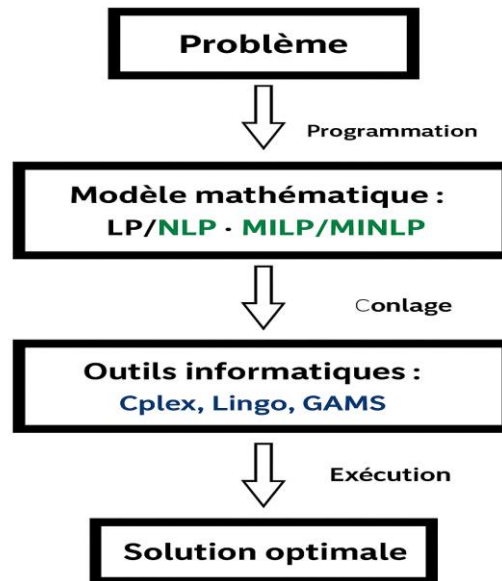 Problème
Programmation
Modèle mathématique :
LP/NLP · MILP/MINLP
Conlage
Outils informatiques :
Cplex, Lingo, GAMS
Exécution
Solution optimale